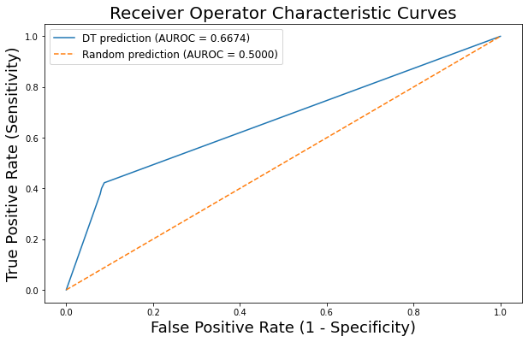 Receiver Operator Characteristic Curves
DT prediction (AUROC = 0.6674)
Random prediction (AUROC = 0.5000)
True Positive Rate (Sensitivity)
1.0
0.8
0.6
0.4
0.2
0.0
0.0 0.2 0.4 0.6 0.8 1.0
False Positive Rate (1 - Specificity)